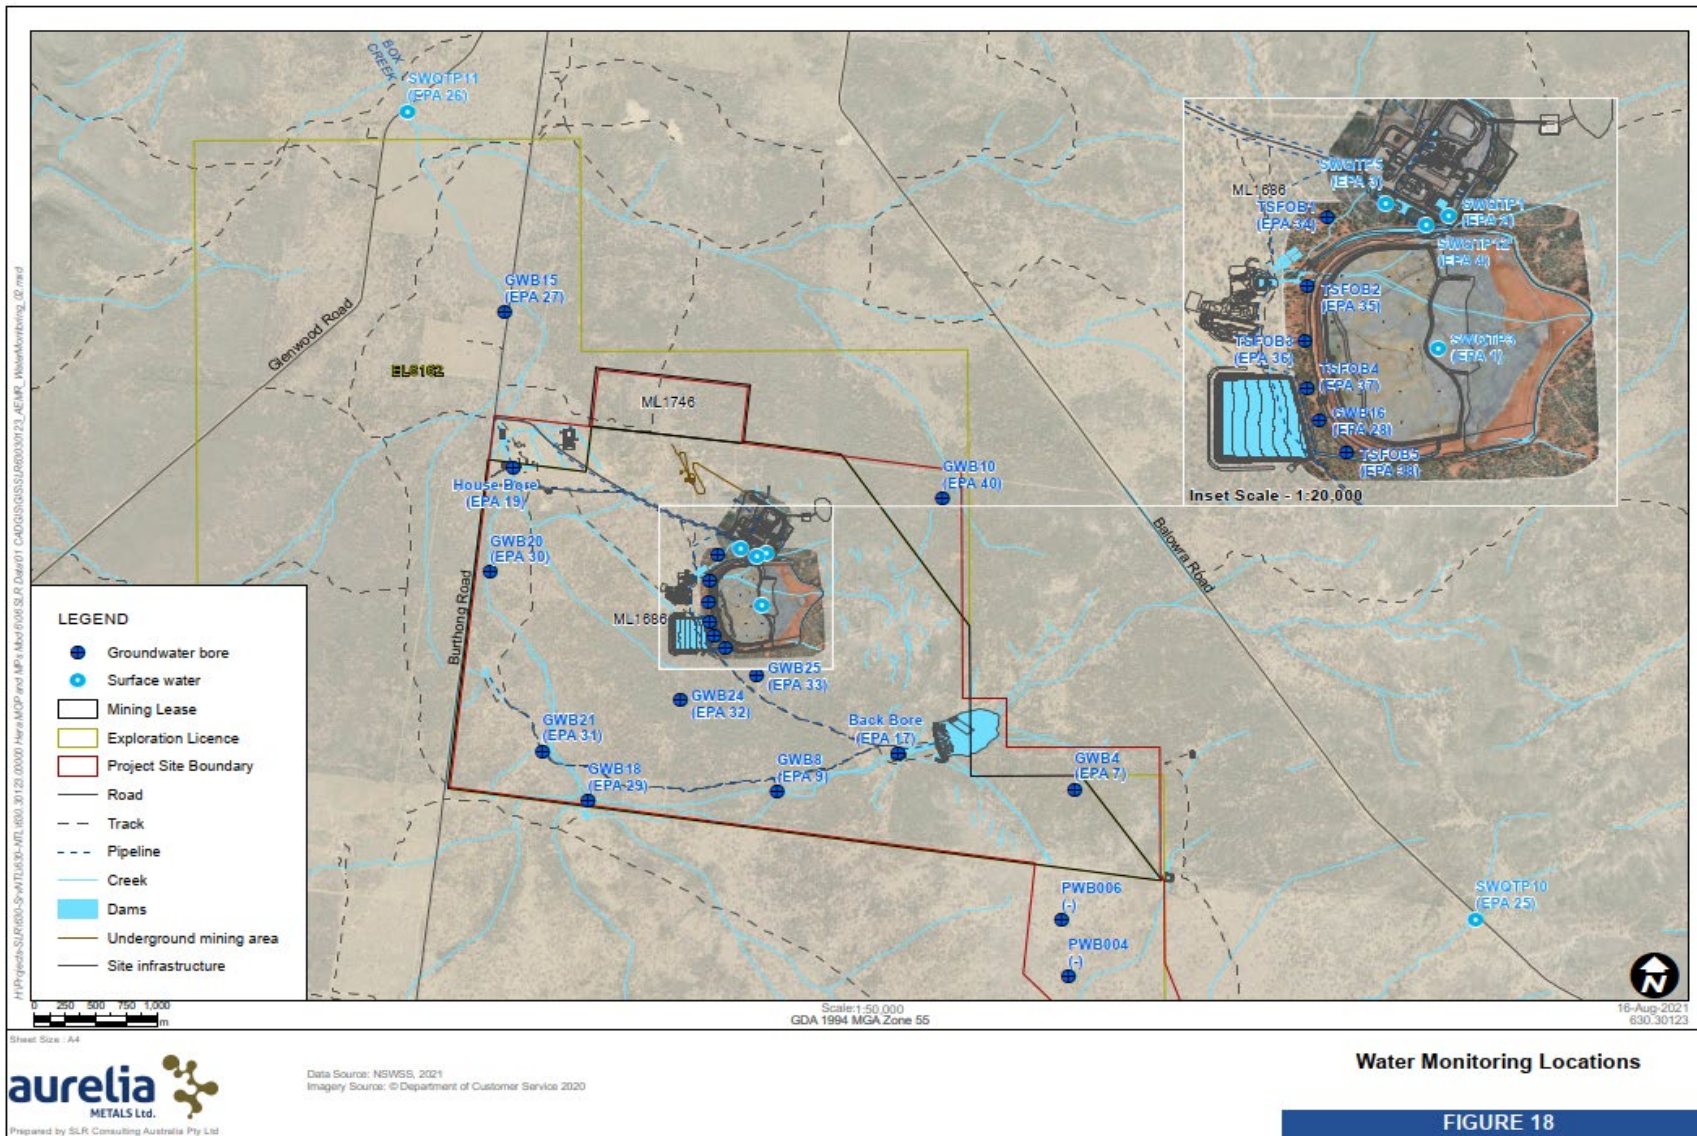 BOX
CREEK
SWQTP11
(EPA 26)
GWB15
(EPA 27)
Glenwood Road
EL6162
ML1746
House Bore
(EPA 19)
GWB10
(EPA 40)
GWB20
(EPA 30)
Burthong Road
Balowra Road
ML1686
GWB25
(EPA 33)
GWB24
(EPA 32)
GWB21
(EPA 31)
Back Bore
(EPA 17)
GWB18
(EPA 29)
GWB8
(EPA 9)
GWB4
(EPA 7)
PWB006
(-)
PWB004
(-)
SWQTP10
(EPA 25)
SWQTP5
(EPA 3)
ML1686
TSFOB1
(EPA 34)
SWQTP1
(EPA 2)
SWQTP12
(EPA 4)
TSFOB2
(EPA 35)
TSFOB3
(EPA 36)
SWQTP3
(EPA 1)
TSFOB4
(EPA 37)
GWB16
(EPA 28)
TSFOB5
(EPA 38)
Inset Scale - 1:20,000
LEGEND
Groundwater bore
Surface water
Mining Lease
Exploration Licence
Project Site Boundary
Road
Track
Pipeline
Creek
Dams
Underground mining area
Site infrastructure
0 250 500 750 1,000
m
Scale:1:50,000
GDA 1994 MGA Zone 55
16-Aug-2021
630.30123
N
Sheet Size : A4
aurelia
METALS Ltd.
Prepared by SLR Consulting Australia Pty Ltd
Data Source: NSWSS, 2021
Imagery Source: © Department of Customer Service 2020
Water Monitoring Locations
FIGURE 18